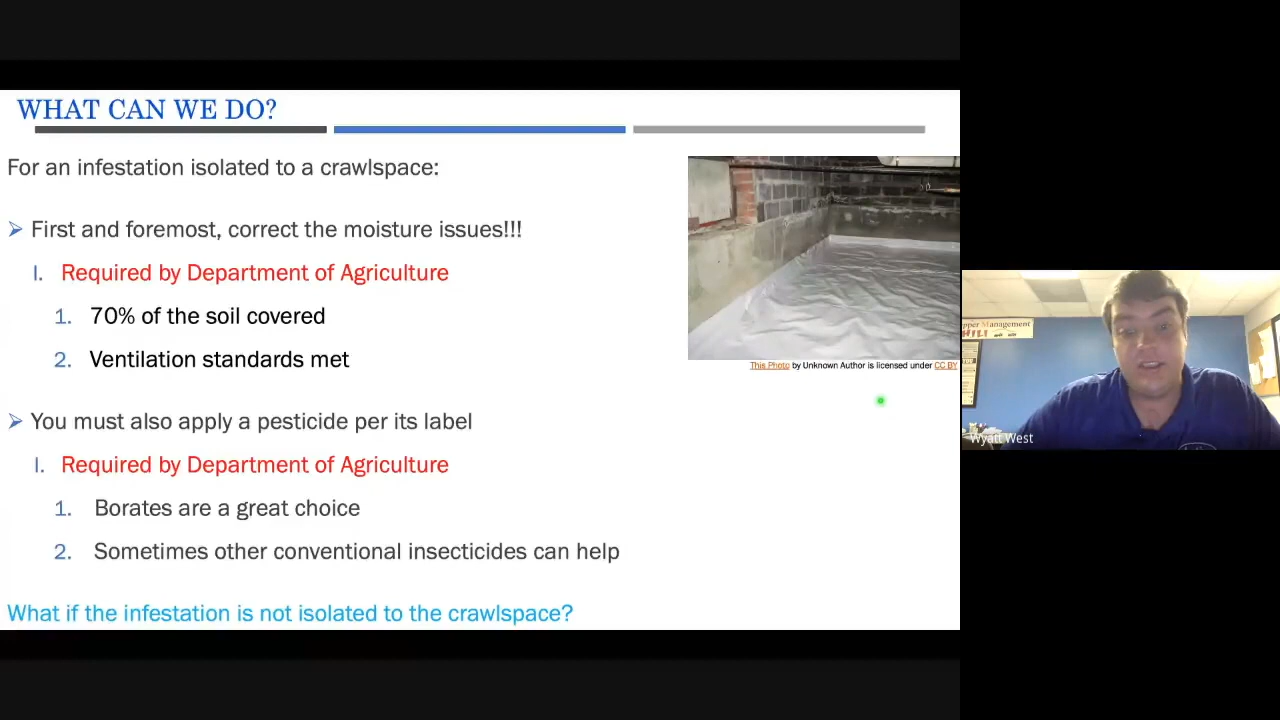 WHAT CAN WE DO?
For an infestation isolated to a crawlspace:
➢ First and foremost, correct the moisture issues!!!
I. Required by Department of Agriculture
1. 70% of the soil covered
2. Ventilation standards met
This Photo by Unknown Author is licensed under CC BY
➢ You must also apply a pesticide per its label
I. Required by Department of Agriculture
1. Borates are a great choice
2. Sometimes other conventional insecticides can help
What if the infestation is not isolated to the crawlspace?
Management
Wyatt West